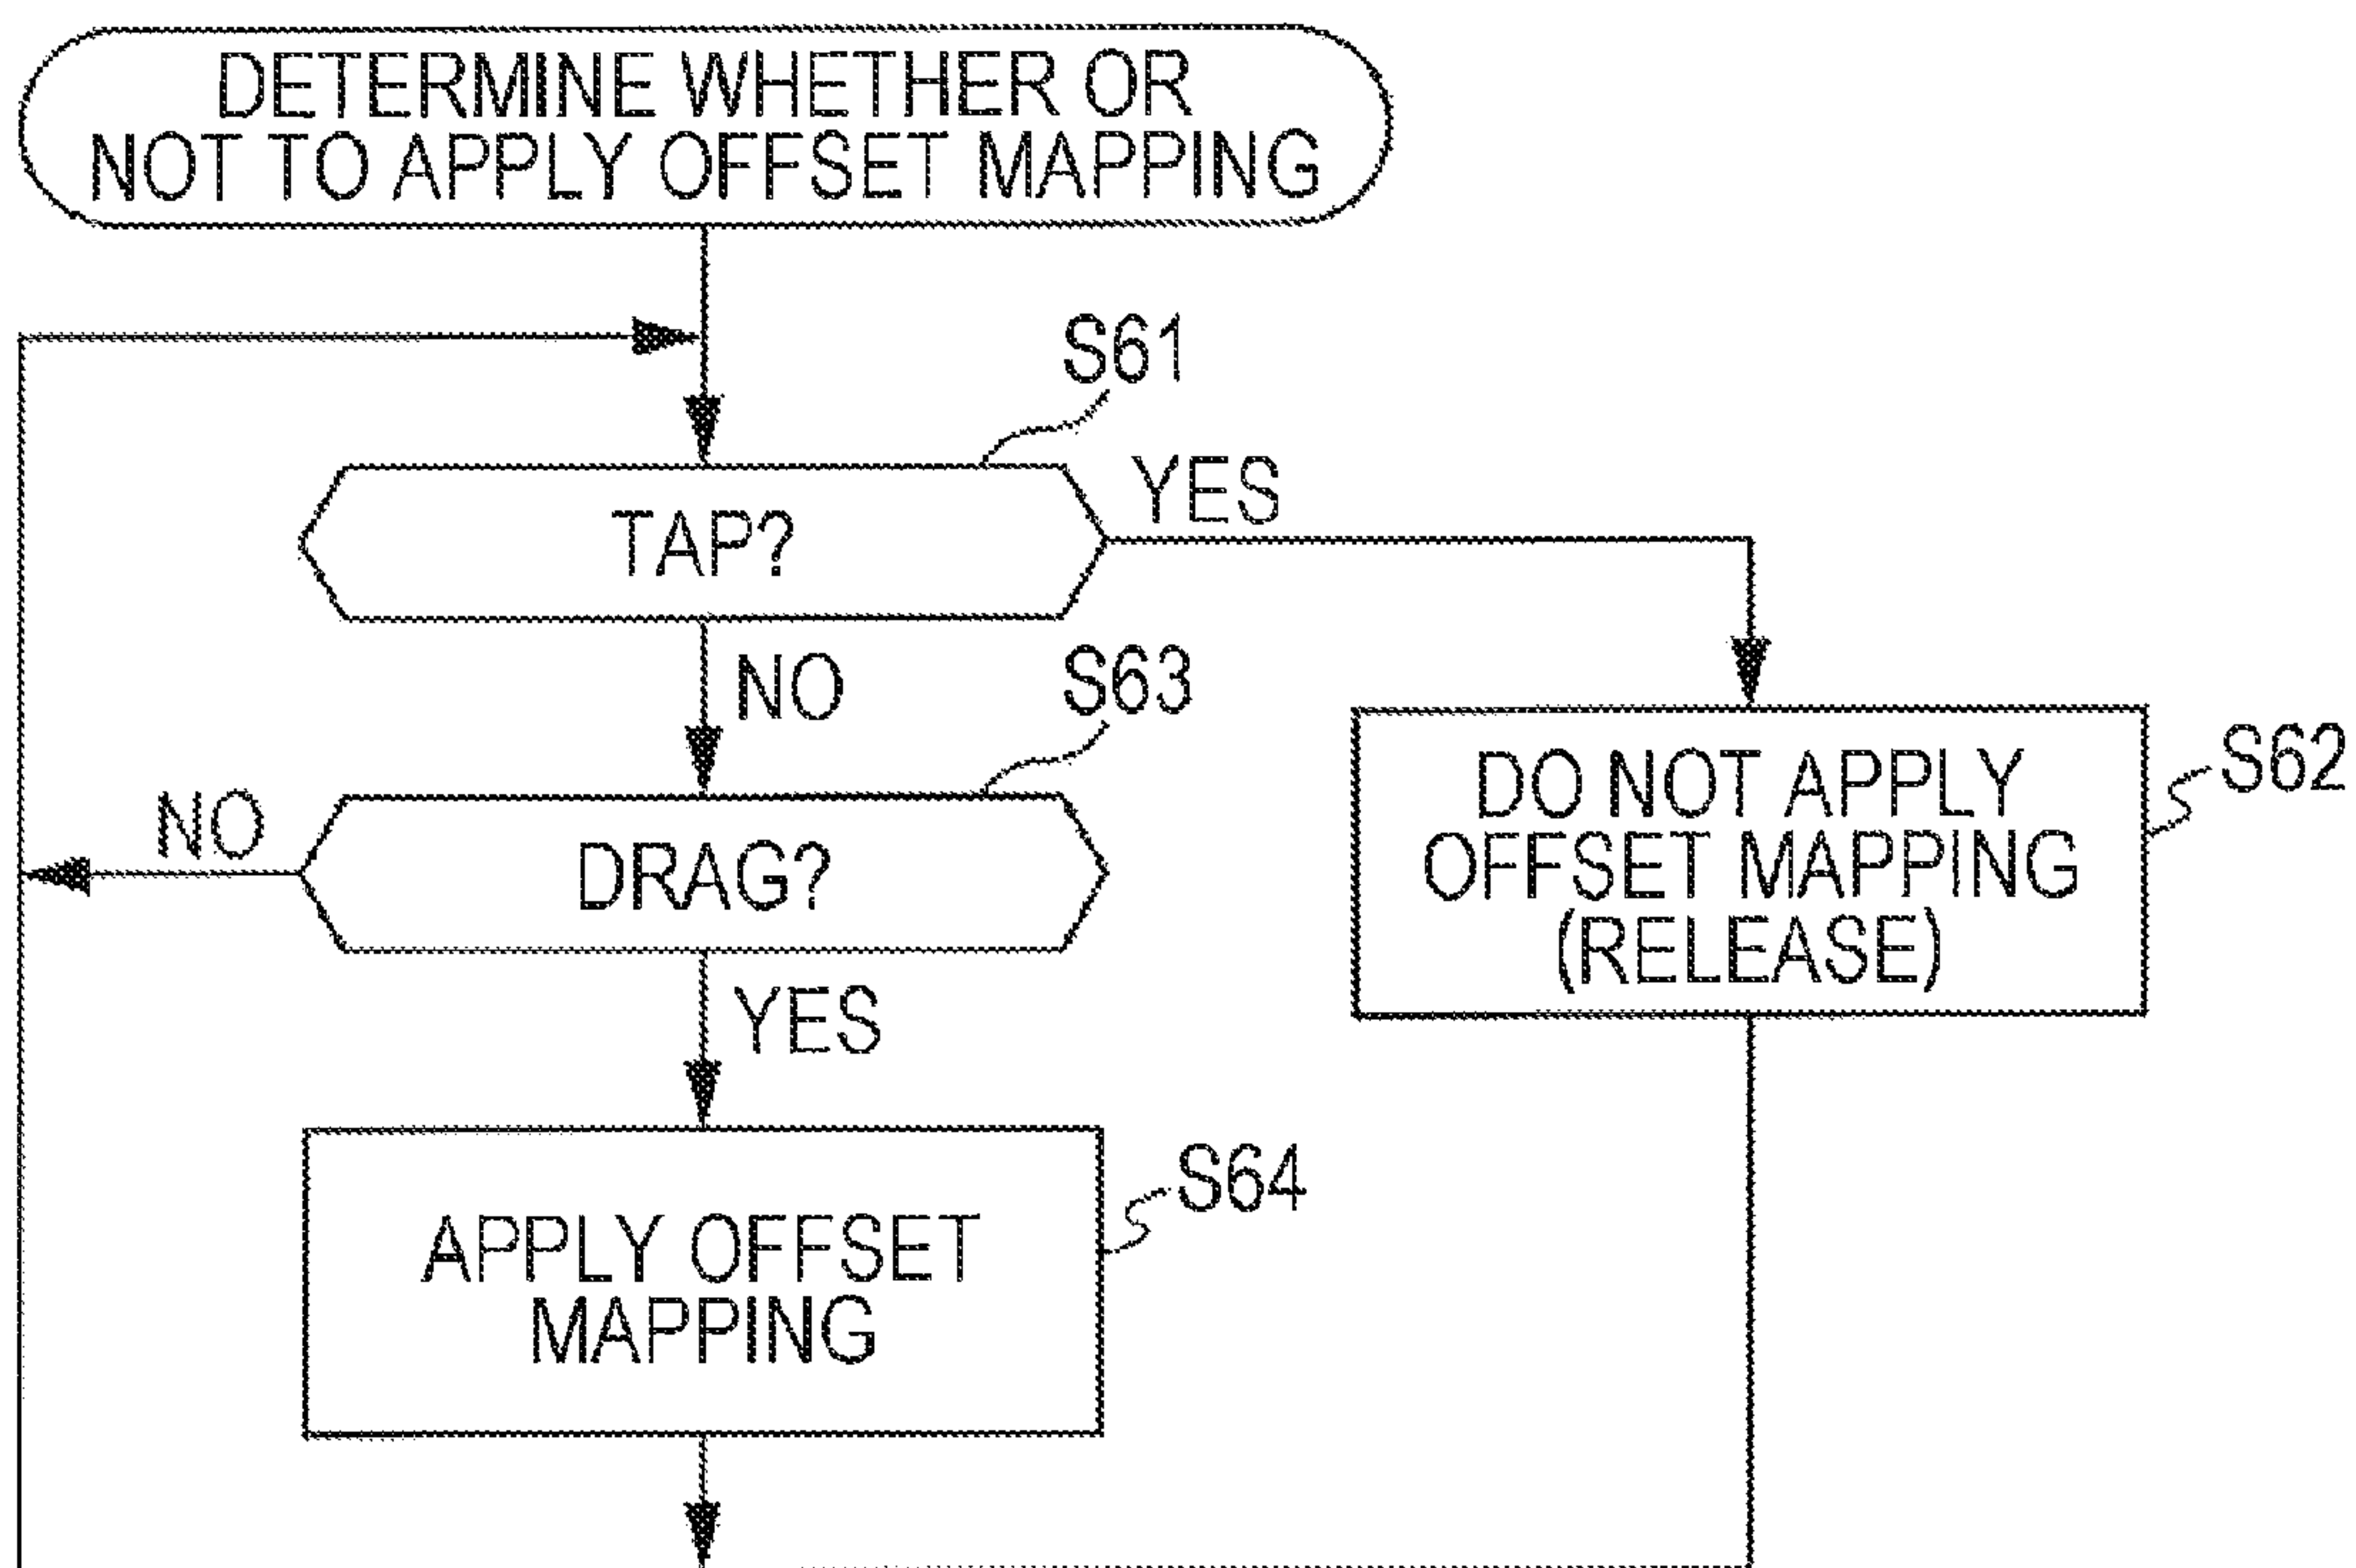 DETERMINE WHETHER OR
NOT TO APPLY OFFSET MAPPING
S61
TAP?
YES
NO
S63
DRAG?
NO
YES
DO NOT APPLY
OFFSET MAPPING
(RELEASE)
S62
APPLY OFFSET
MAPPING
S64